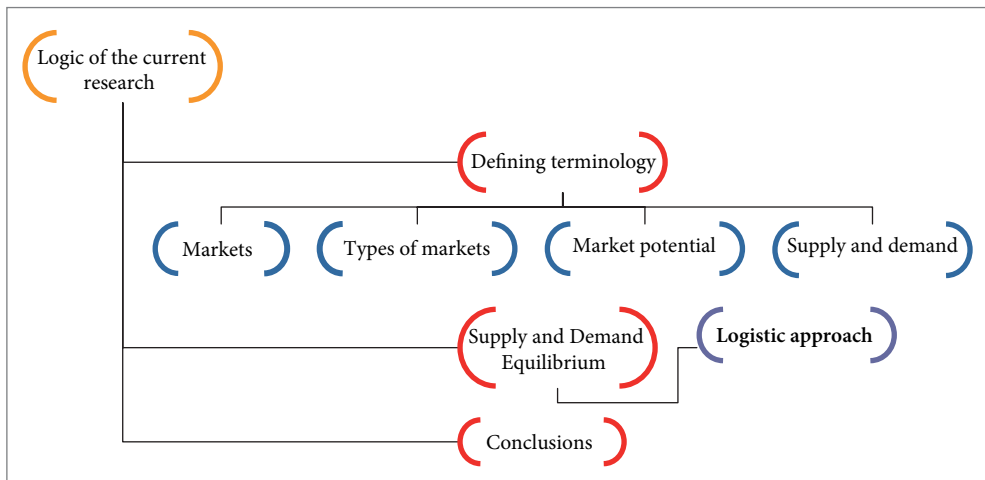 Logic of the current
research
Defining terminology
Markets
Types of markets
Market potential
Supply and demand
Supply and Demand
Equilibrium
Logistic approach
Conclusions